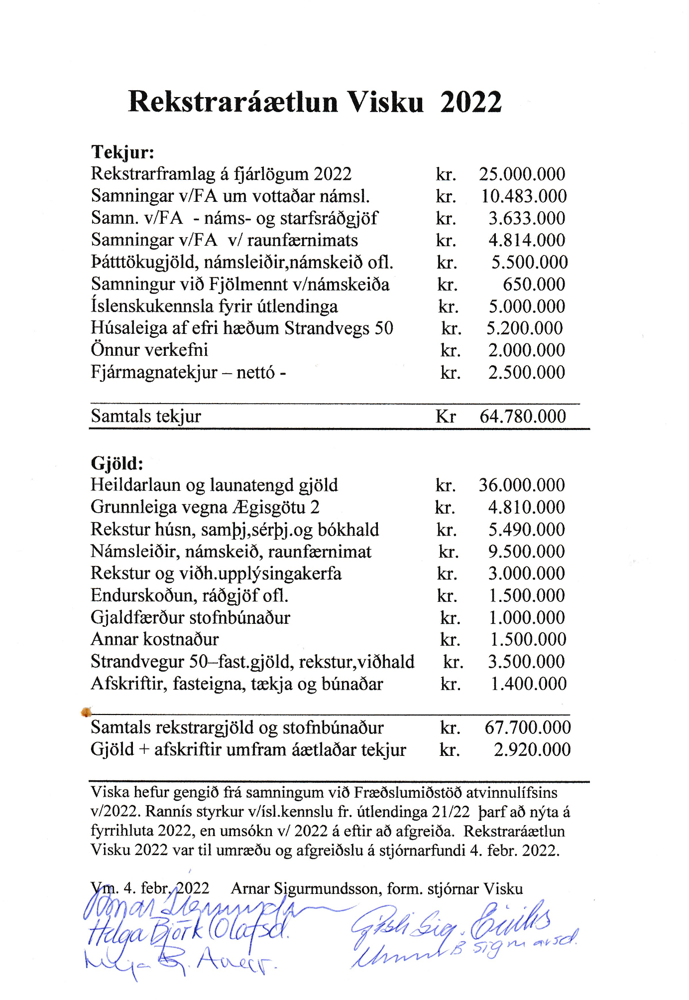 Rekstraráætlun Visku 2022
Tekjur:
Rekstrarframlag á fjárlögum 2022 kr. 25.000.000
Samningar v/FA um vottaðar námsl. kr. 10.483.000
Samn. v/FA - náms- og starfsráðgjöf kr. 3.633.000
Samningar v/FA v/ raunfærnimats kr. 4.814.000
Þátttökugjöld, námsleiðir,námskeið ofl. kr. 5.500.000
Samningur við Fjölmennt v/námskeiða kr. 650.000
Íslenskukennsla fyrir útlendinga kr. 5.000.000
Húsaleiga af efri hæðum Strandvegs 50 kr. 5.200.000
Önnur verkefni kr. 2.000.000
Fjármagnatekjur – nettó - kr. 2.500.000
Samtals tekjur Kr 64.780.000
Gjöld:
Heildarlaun og launatengd gjöld kr. 36.000.000
Grunnleiga vegna Ægisgötu 2 kr. 4.810.000
Rekstur húsn, samþj,sérþj.og bókhald kr. 5.490.000
Námsleiðir, námskeið, raunfærnimat kr. 9.500.000
Rekstur og viðh.upplýsingakerfa kr. 3.000.000
Endurskoðun, ráðgjöf ofl. kr. 1.500.000
Gjaldfærður stofnbúnaður kr. 1.000.000
Annar kostnaður kr. 1.500.000
Strandvegur 50–fast.gjöld, rekstur,viðhald kr. 3.500.000
Afskriftir, fasteigna, tækja og búnaðar kr. 1.400.000
Samtals rekstrargjöld og stofnbúnaður kr. 67.700.000
Gjöld + afskriftir umfram áætlaðar tekjur kr. 2.920.000
Viska hefur gengið frá samningum við Fræðslumiðstöð atvinnulífsins
v/2022. Rannís styrkur v/ísl.kennslu fr. útlendinga 21/22 þarf að nýta á
fyrrihluta 2022, en umsókn v/ 2022 á eftir að afgreiða. Rekstraráætlun
Visku 2022 var til umræðu og afgreiðslu á stjórnarfundi 4. febr. 2022.
Vm. 4. febr. 2022 Arnar Sigurmundsson, form. stjórnar Visku
Arnar Sigurmundsson
Helga Björk Ólafsd. Gísli Sig.
B Sigmarsd.